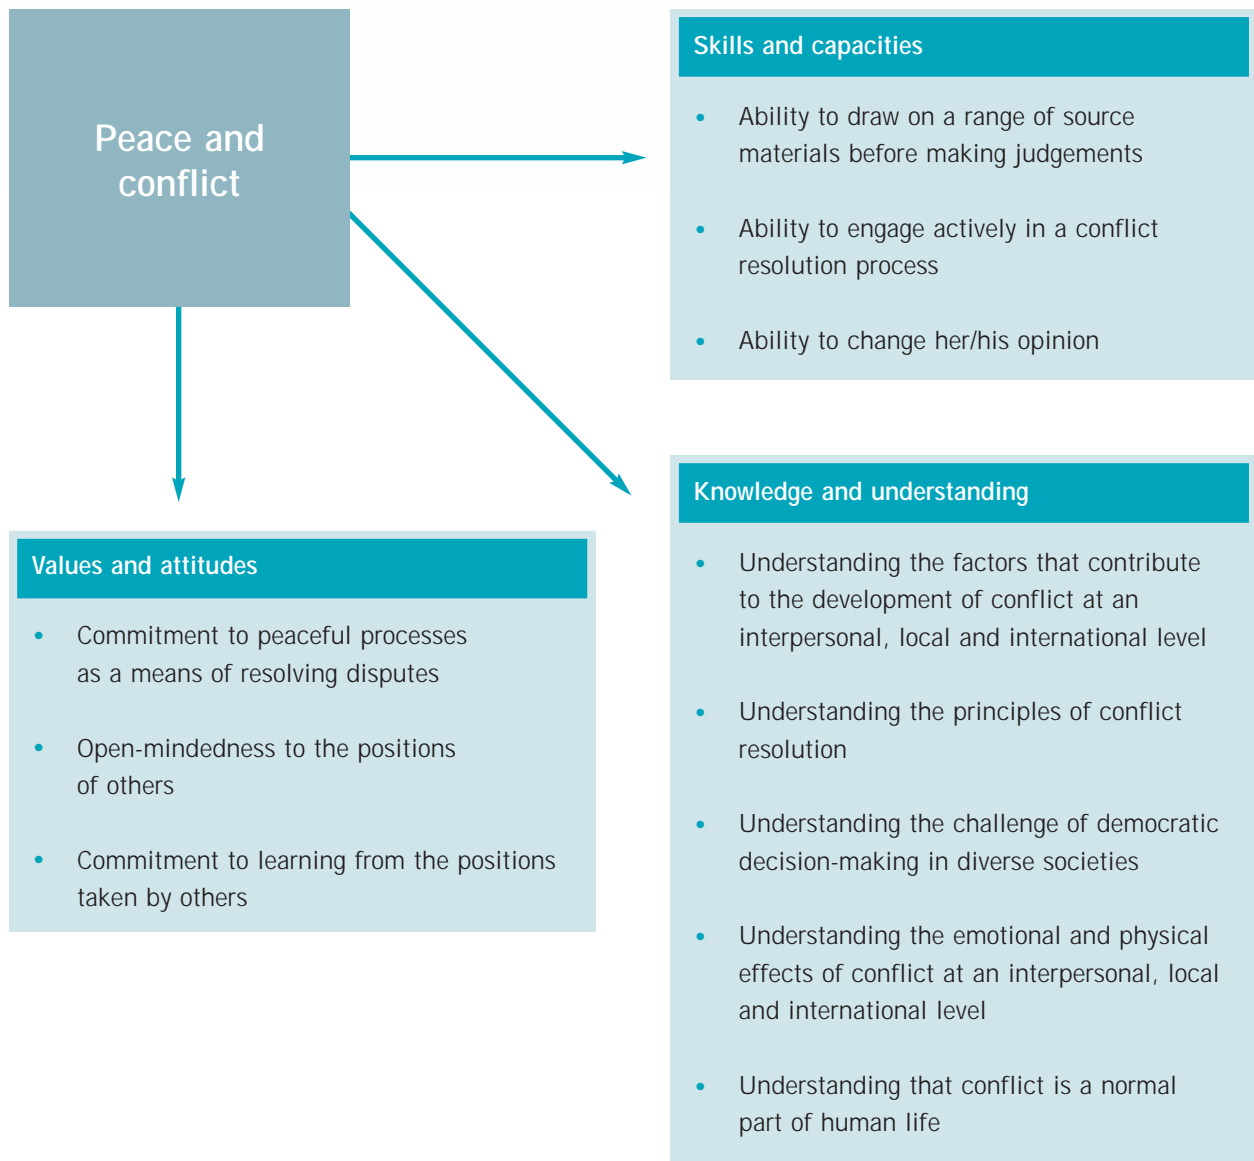 Peace and
conflict
Skills and capacities
• Ability to draw on a range of source
materials before making judgements
• Ability to engage actively in a conflict
resolution process
• Ability to change her/his opinion
Values and attitudes
• Commitment to peaceful processes
as a means of resolving disputes
• Open-mindedness to the positions
of others
• Commitment to learning from the positions
taken by others
Knowledge and understanding
• Understanding the factors that contribute
to the development of conflict at an
interpersonal, local and international level
• Understanding the principles of conflict
resolution
• Understanding the challenge of democratic
decision-making in diverse societies
• Understanding the emotional and physical
effects of conflict at an interpersonal, local
and international level
• Understanding that conflict is a normal
part of human life